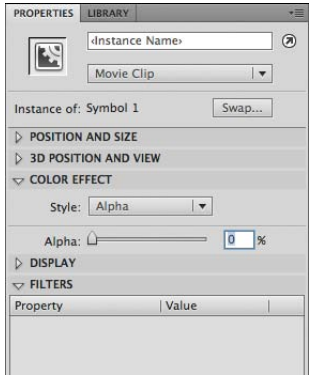 PROPERTIES LIBRARY
‹Instance Name›
Movie Clip
Instance of: Symbol 1 Swap...
POSITION AND SIZE
3D POSITION AND VIEW
COLOR EFFECT
Style: Alpha
Alpha: 0 %
DISPLAY
FILTERS
Property Value